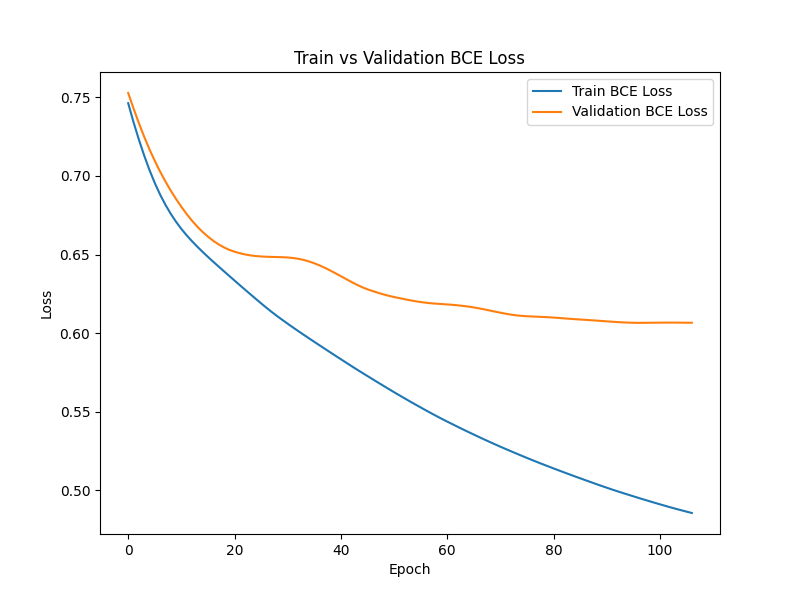 Train vs Validation BCE Loss
Train BCE Loss
Validation BCE Loss
0.75
0.70
0.65
0.60
0.55
0.50
Loss
0 20 40 60 80 100
Epoch